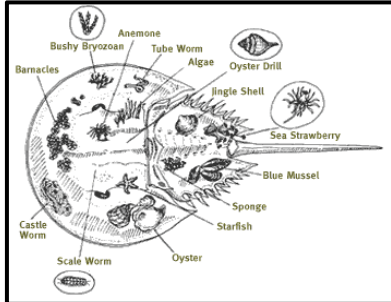 Bushy Bryozoan
Anemone
Tube Worm
Algae
Oyster Drill
Barnacles
Jingle Shell
Sea Strawberry
Blue Mussel
Sponge
Starfish
Castle
Worm
Scale Worm
Oyster